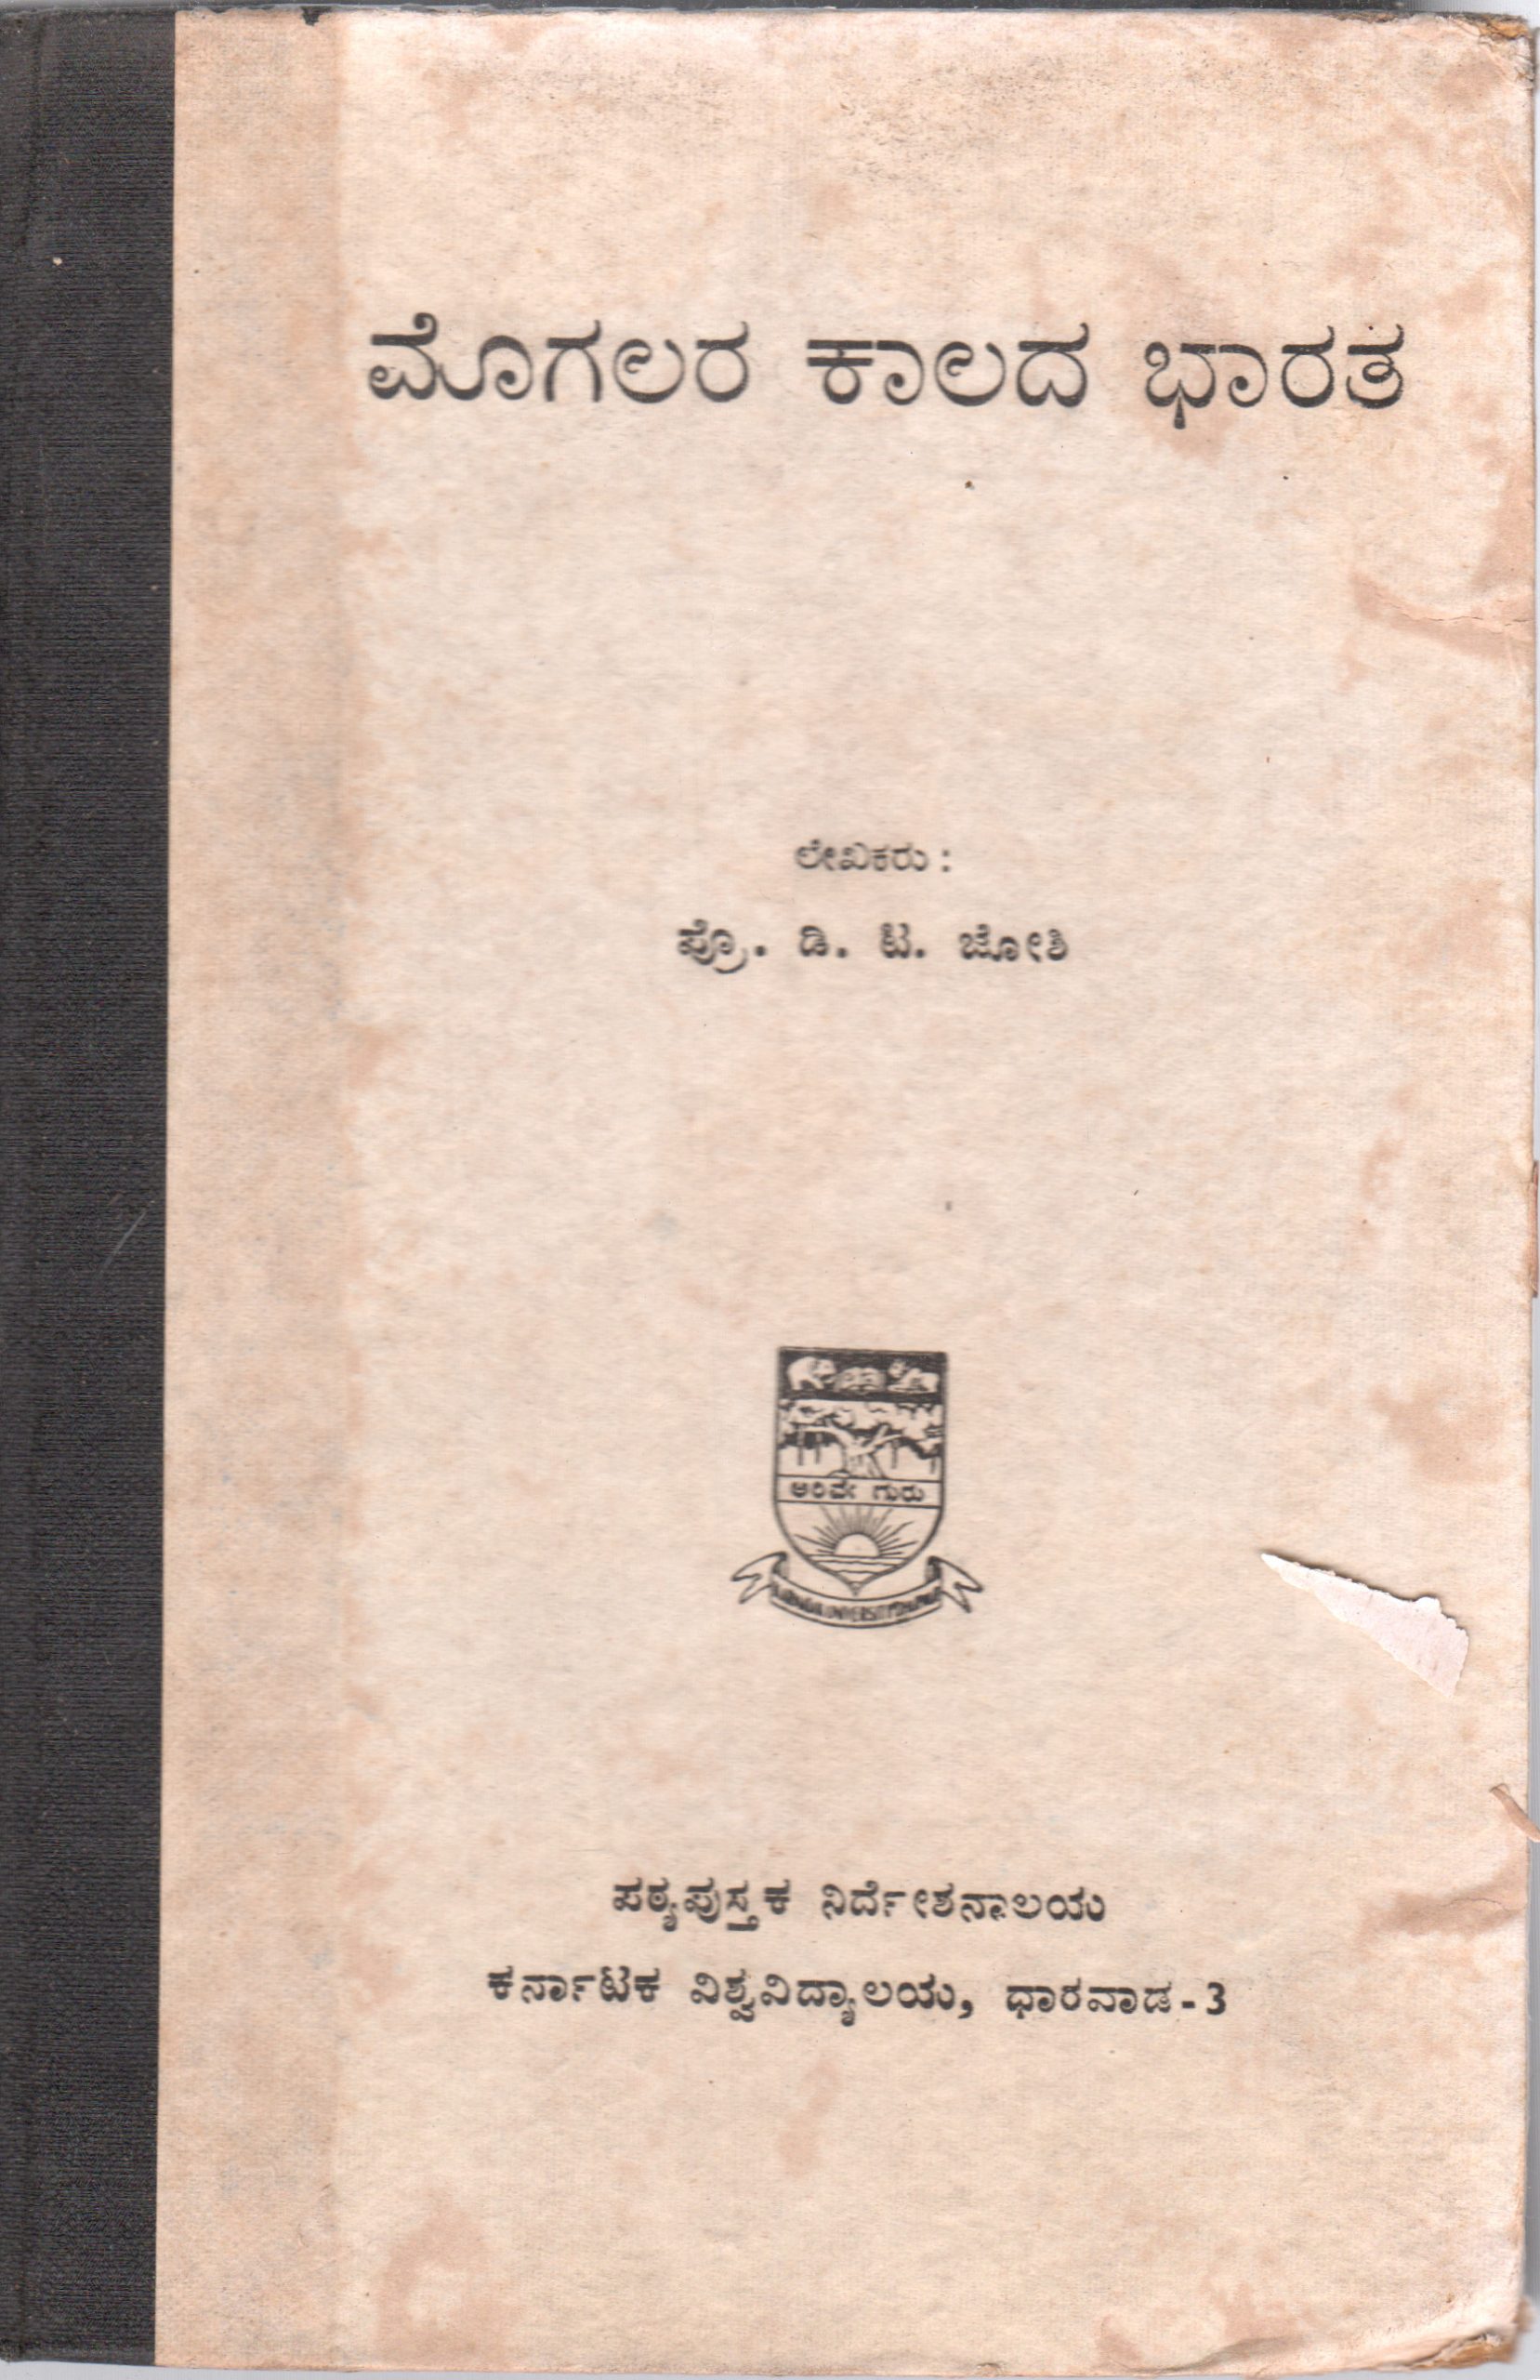 ಮೊಗಲರ ಕಾಲದ ಭಾರತ
ಲೇಖಕರು :
ಪ್ರೊ. ಡಿ. ಟಿ. ಜೋಶಿ
ಅರಿವೇ ಗುರು
ಪಠ್ಯಪುಸ್ತಕ ನಿರ್ದೇಶನಾಲಯ
ಕರ್ನಾಟಕ ವಿಶ್ವವಿದ್ಯಾಲಯ, ಧಾರವಾಡ - 3